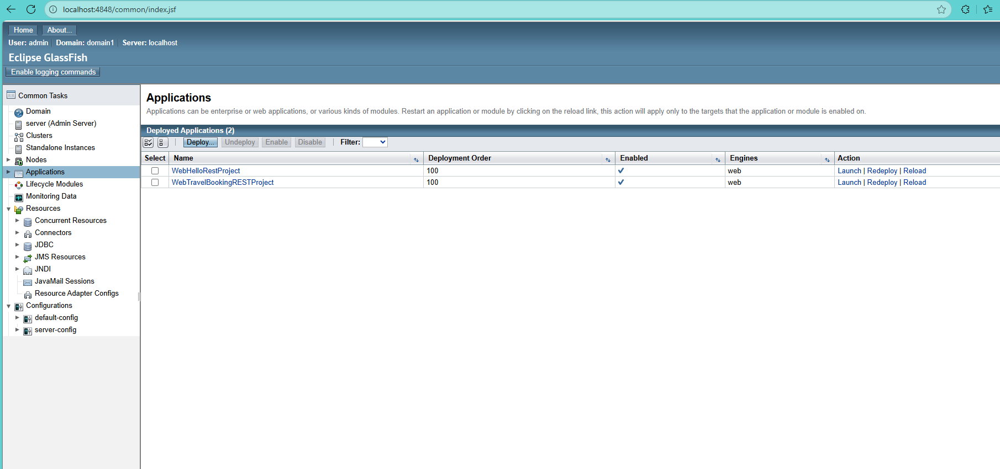 localhost:4848/common/index.jsf
Home About...
User: admin Domain: domain1 Server: localhost
Eclipse GlassFish
Enable logging commands
Common Tasks
Domain
server (Admin Server)
Clusters
Standalone Instances
Nodes
Applications
Lifecycle Modules
Monitoring Data
Resources
Concurrent Resources
Connectors
JDBC
JMS Resources
JNDI
JavaMail Sessions
Resource Adapter Configs
Configurations
default-config
server-config
Applications
Applications can be enterprise or web applications, or various kinds of modules. Restart an application or module by clicking on the reload link, this action will apply only to the targets that the application or module is enabled on.
Deployed Applications (2)
Deploy... Undeploy Enable Disable Filter:
Select Name Deployment Order Enabled Engines Action
WebHelloRestProject 100 web Launch | Redeploy | Reload
WebTravelBookingRESTProject 100 web Launch | Redeploy | Reload